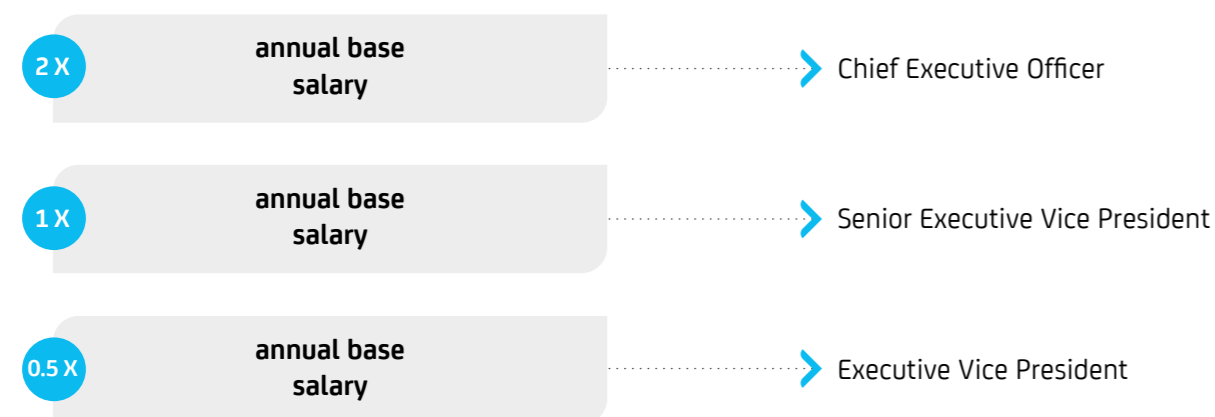 2 X
annual base
salary
Chief Executive Officer
1 X
annual base
salary
Senior Executive Vice President
0.5 X
annual base
salary
Executive Vice President